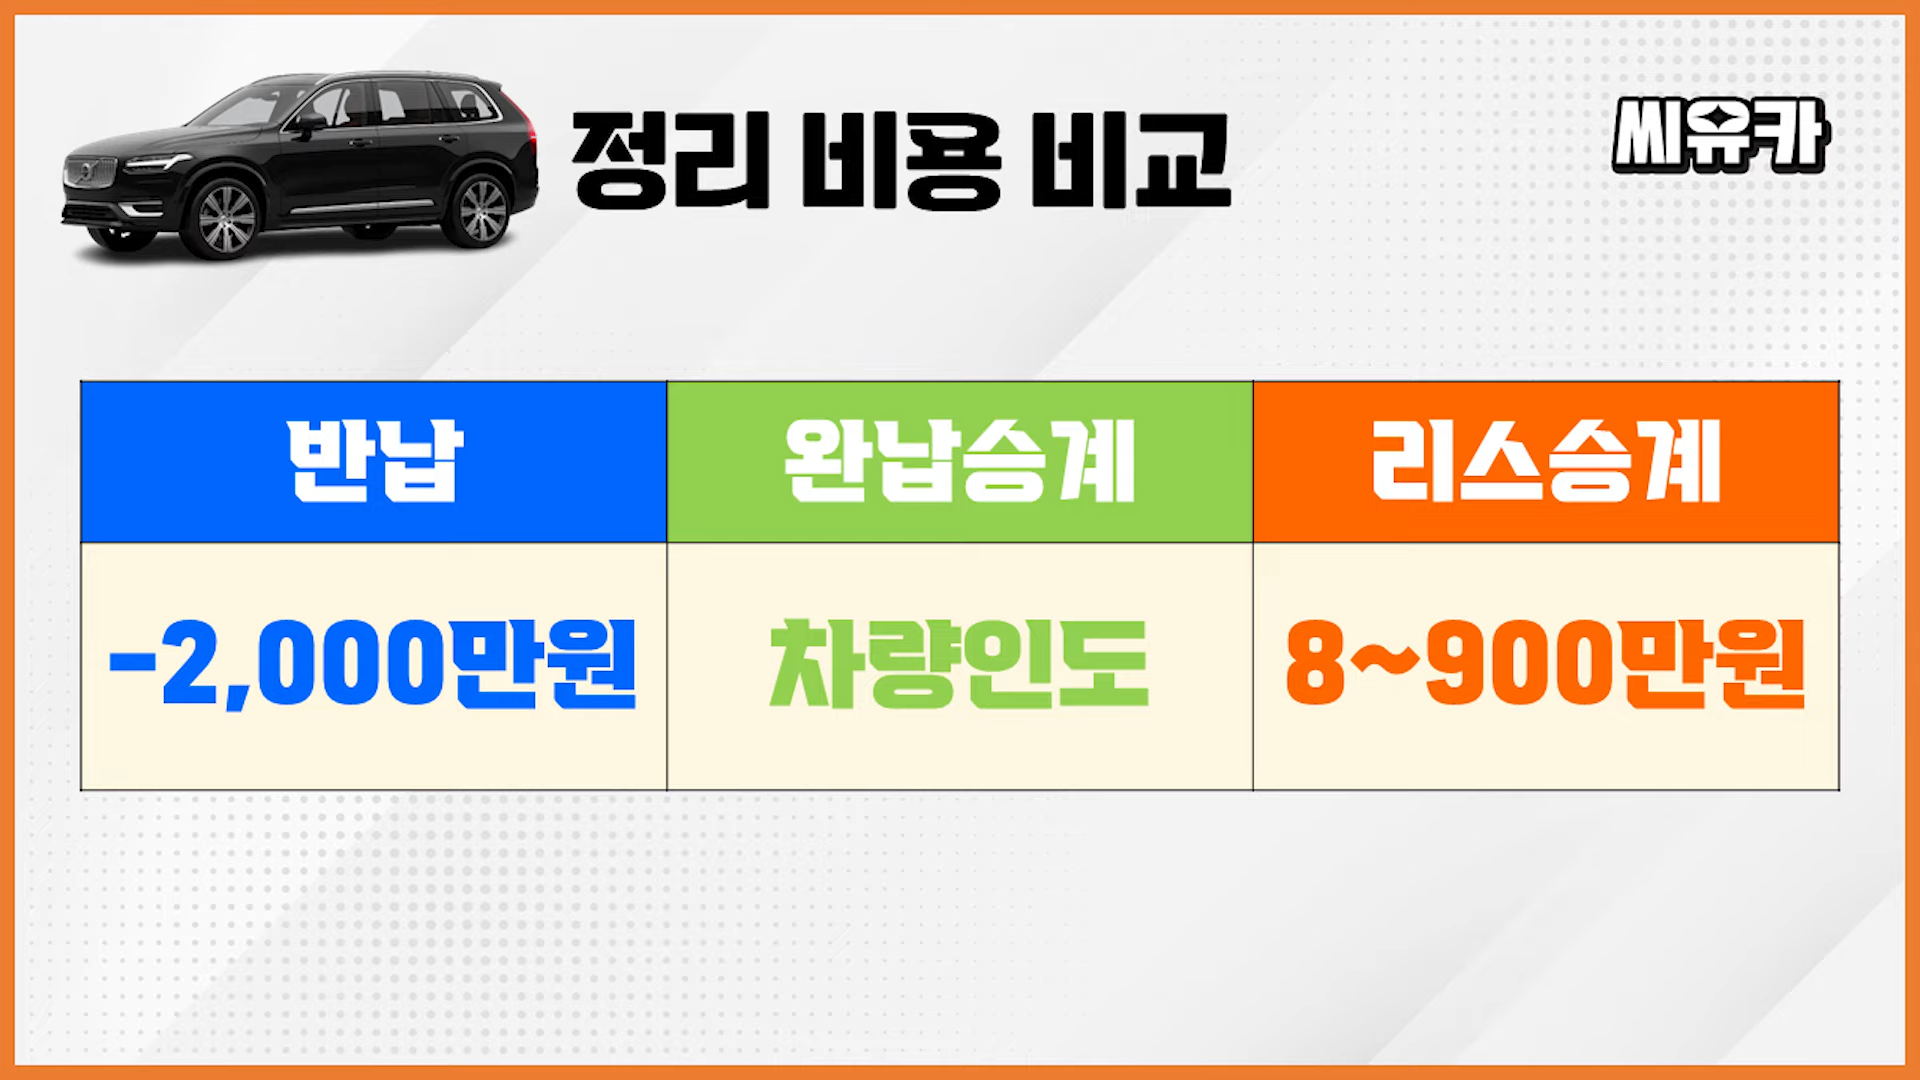 정리 비용 비교
씨유카
반납 완납승계 리스승계
-2,000만원 차량인도 8~900만원